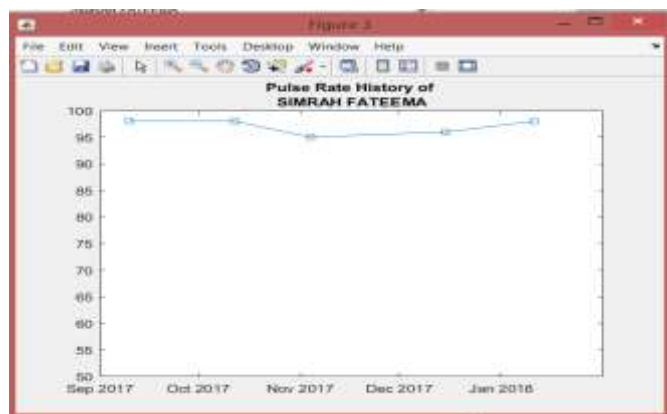 Figure 3
File Edit View Insert Tools Desktop Window Help
Pulse Rate History of
SIMRAH FATEEMA
100
95
90
85
80
75
70
65
60
55
50
Sep 2017 Oct 2017 Nov 2017 Dec 2017 Jan 2018